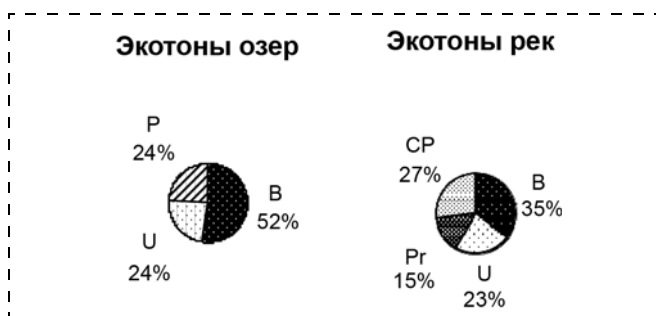 Экотоны озер
P
24%
B
52%
U
24%
Экотоны рек
CP
27%
B
35%
Pr
15%
U
23%